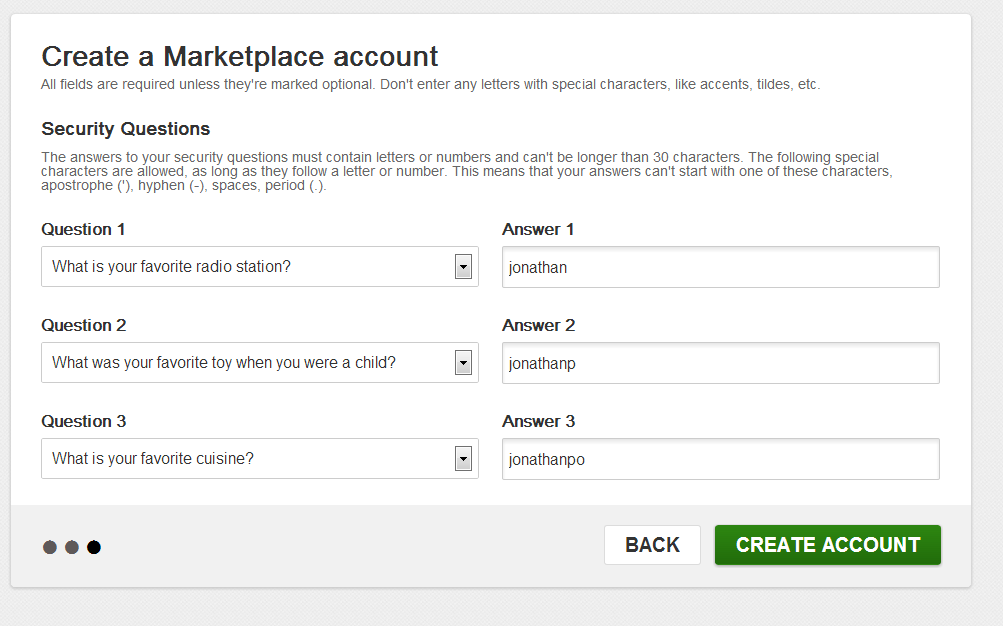 Create a Marketplace account
All fields are required unless they're marked optional. Don't enter any letters with special characters, like accents, tildes, etc.
Security Questions
The answers to your security questions must contain letters or numbers and can't be longer than 30 characters. The following special
characters are allowed, as long as they follow a letter or number. This means that your answers can't start with one of these characters,
apostrophe ('), hyphen (-), spaces, period (.).
Question 1
Answer 1
What is your favorite radio station?
jonathan
Question 2
Answer 2
What was your favorite toy when you were a child?
jonathanp
Question 3
Answer 3
What is your favorite cuisine?
jonathanpo
BACK
CREATE ACCOUNT